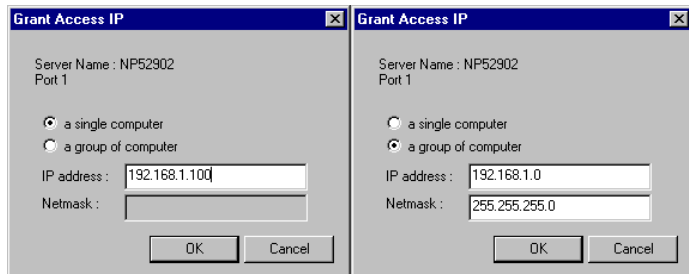 Grant Access IP
Server Name : NP52902
Port 1
a single computer
a group of computer
IP address : 192.168.1.100
Netmask :
OK Cancel
Grant Access IP
Server Name : NP52902
Port 1
a single computer
a group of computer
IP address : 192.168.1.0
Netmask : 255.255.255.0
OK Cancel